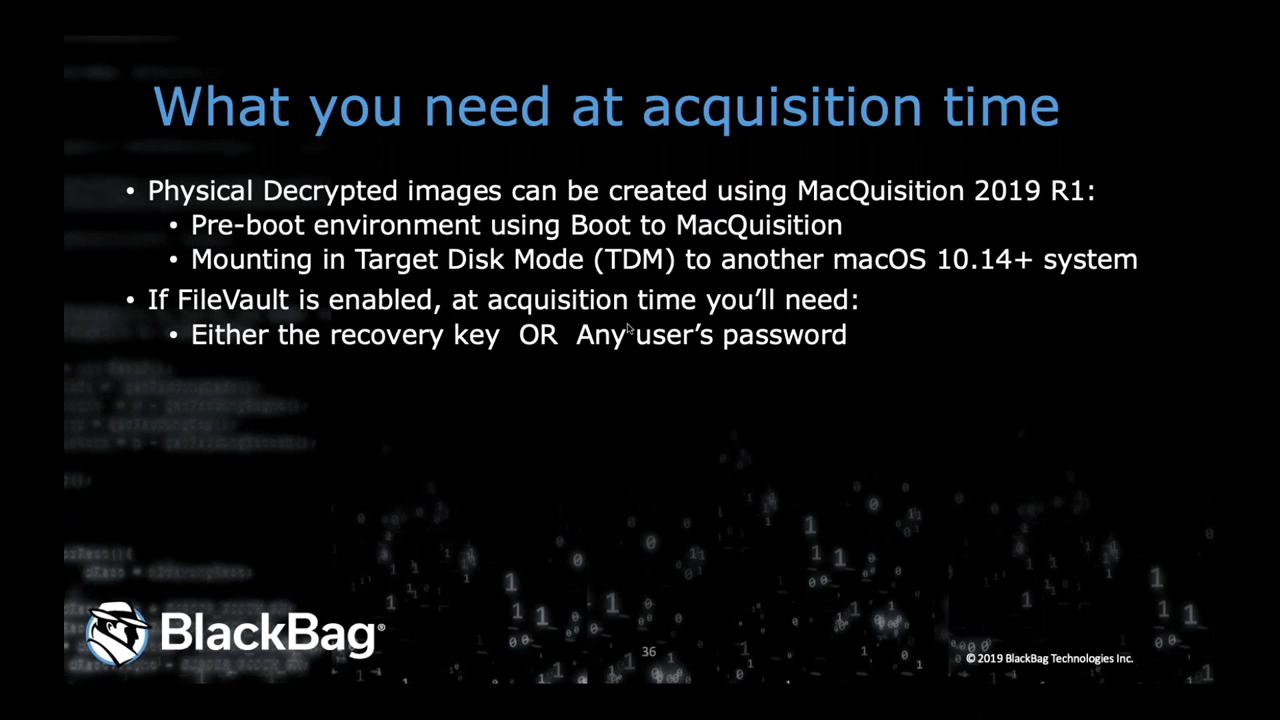 What you need at acquisition time
• Physical Decrypted images can be created using MacQuisition 2019 R1:
• Pre-boot environment using Boot to MacQuisition
• Mounting in Target Disk Mode (TDM) to another macOS 10.14+ system
• If FileVault is enabled, at acquisition time you’ll need:
• Either the recovery key OR Any user’s password
BlackBag®
36
© 2019 BlackBag Technologies Inc.